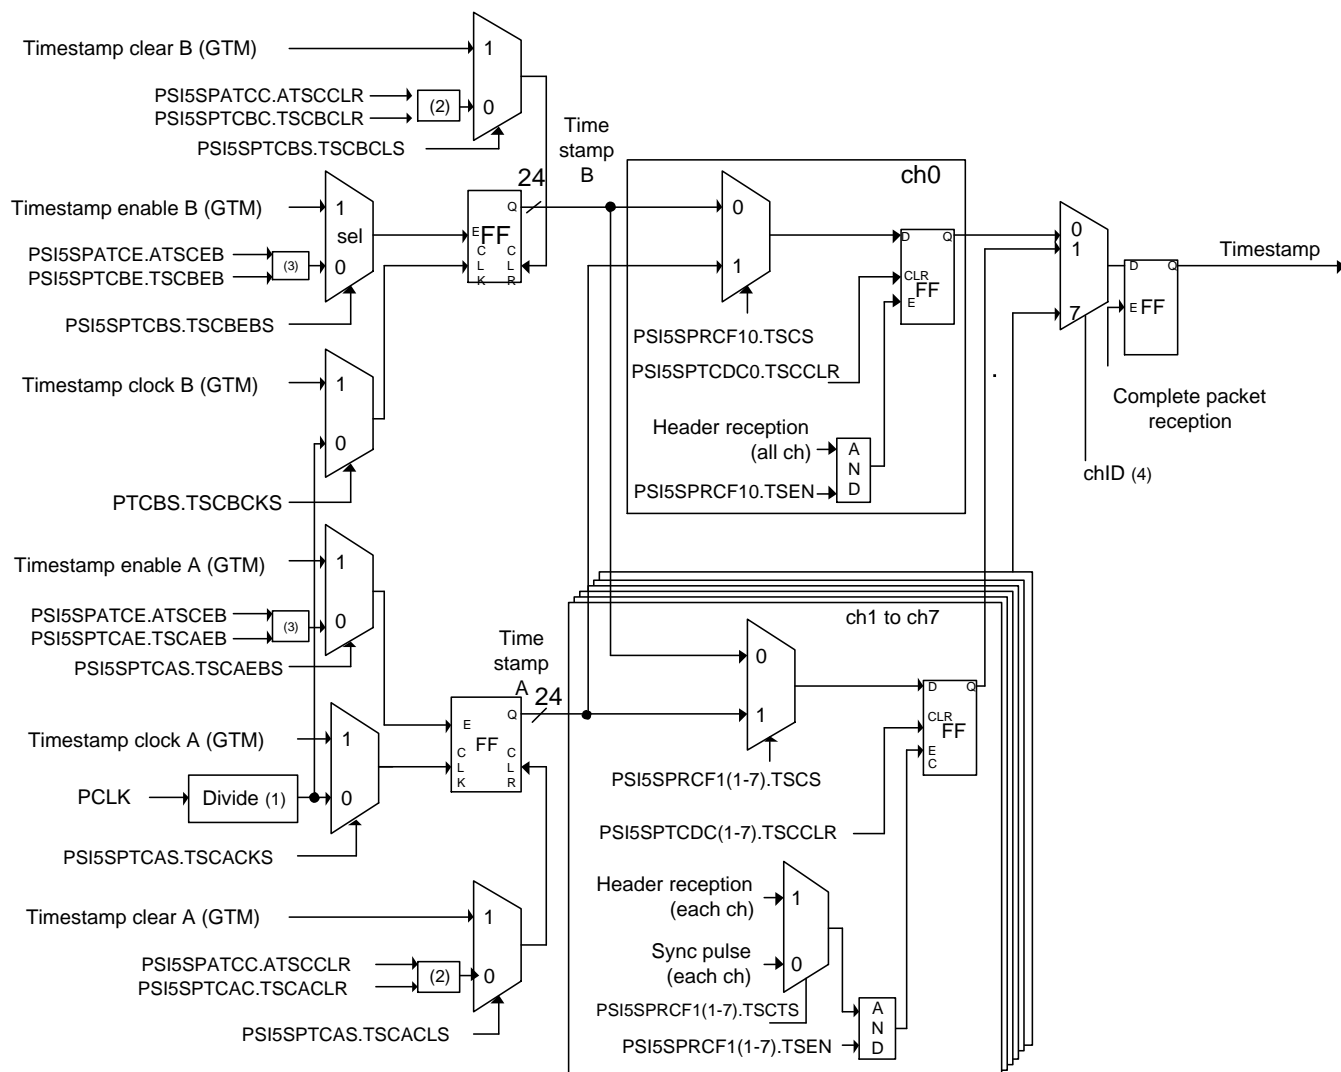 Timestamp clear B (GTM)
1
PSI5SPATCC.ATSCCLR
PSI5SPTCBC.TSCBCLR
(2)
0
PSI5SPTCBS.TSCBCLS
Time
stamp
B
24
Timestamp enable B (GTM)
1
sel
0
PSI5SPATCE.ATSCEB
PSI5SPTCBE.TSCBEB
(3)
PSI5SPTCBS.TSCBEBS
Q
E
FF
C
L
K
C
L
R
Timestamp clock B (GTM)
1
0
PTCBS.TSCBCKS
ch0
0
1
PSI5SPRCF10.TSCS
D
Q
CLR
FF
E
PSI5SPTCDC0.TSCCLR
Header reception
(all ch)
A
N
D
PSI5SPRCF10.TSEN
0
1
7
D
Q
E
FF
Timestamp
Complete packet
reception
chID (4)
.
Timestamp enable A (GTM)
1
0
PSI5SPATCE.ATSCEB
PSI5SPTCAE.TSCAEB
(3)
PSI5SPTCAS.TSCAEBS
Time
stamp
A
24
Q
E
FF
C
L
K
C
L
R
Timestamp clock A (GTM)
1
PCLK
Divide (1)
0
PSI5SPTCAS.TSCACKS
Timestamp clear A (GTM)
1
PSI5SPATCC.ATSCCLR
PSI5SPTCAC.TSCACLR
(2)
0
PSI5SPTCAS.TSCACLS
ch1 to ch7
0
1
PSI5SPRCF1(1-7).TSCS
D
Q
CLR
FF
E
C
PSI5SPTCDC(1-7).TSCCLR
Header reception
(each ch)
1
Sync pulse
(each ch)
0
PSI5SPRCF1(1-7).TSCTS
A
N
D
PSI5SPRCF1(1-7).TSEN